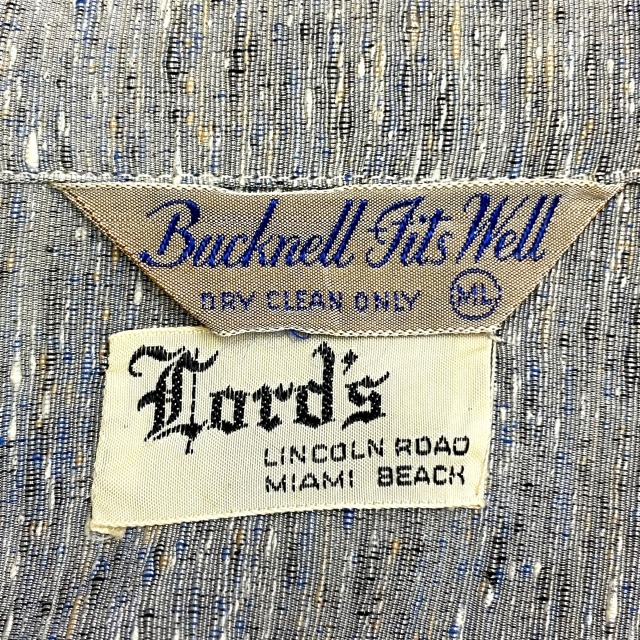 Bucknell Fits Well
DRY CLEAN ONLY ML
Lord's
LINCOLN ROAD
MIAMI BEACH